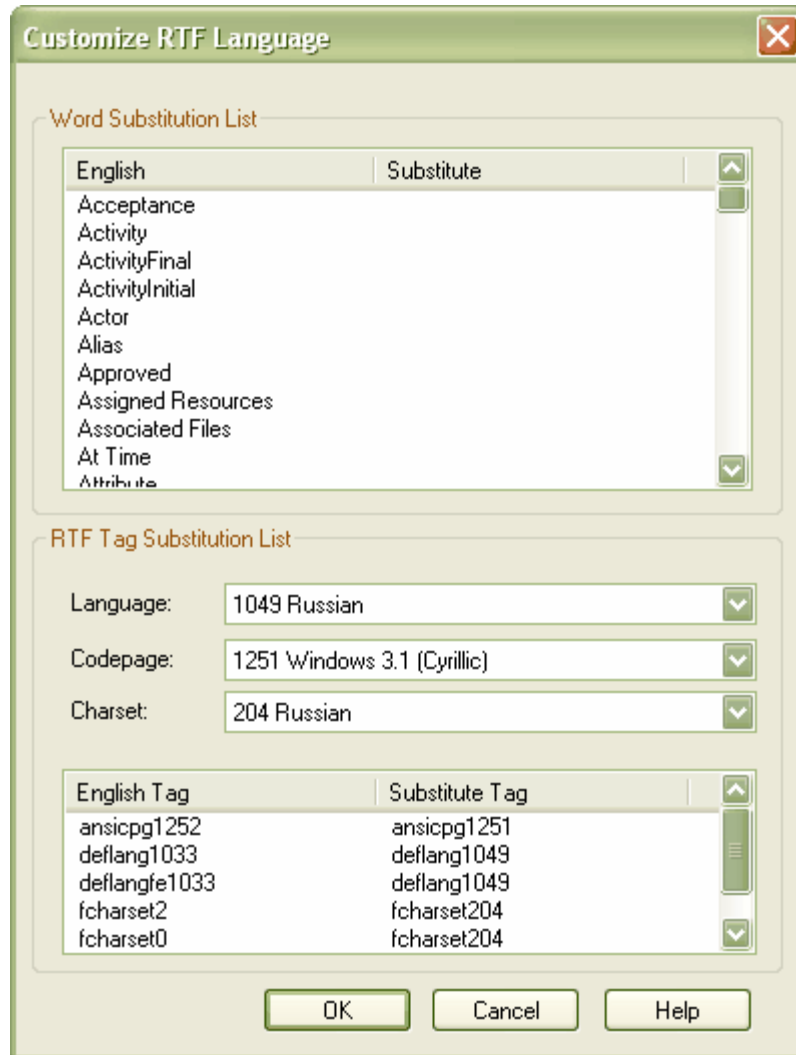 Customize RTF Language
Word Substitution List
English Substitute
Acceptance
Activity
ActivityFinal
ActivityInitial
Actor
Alias
Approved
Assigned Resources
Associated Files
At Time
Attribute
RTF Tag Substitution List
Language: 1049 Russian
Codepage: 1251 Windows 3.1 (Cyrillic)
Charset: 204 Russian
English Tag Substitute Tag
ansicpg1252 ansicpg1251
deflang1033 deflang1049
deflangfe1033 deflang1049
fcharset2 fcharset204
fcharset0 fcharset204
OK Cancel Help